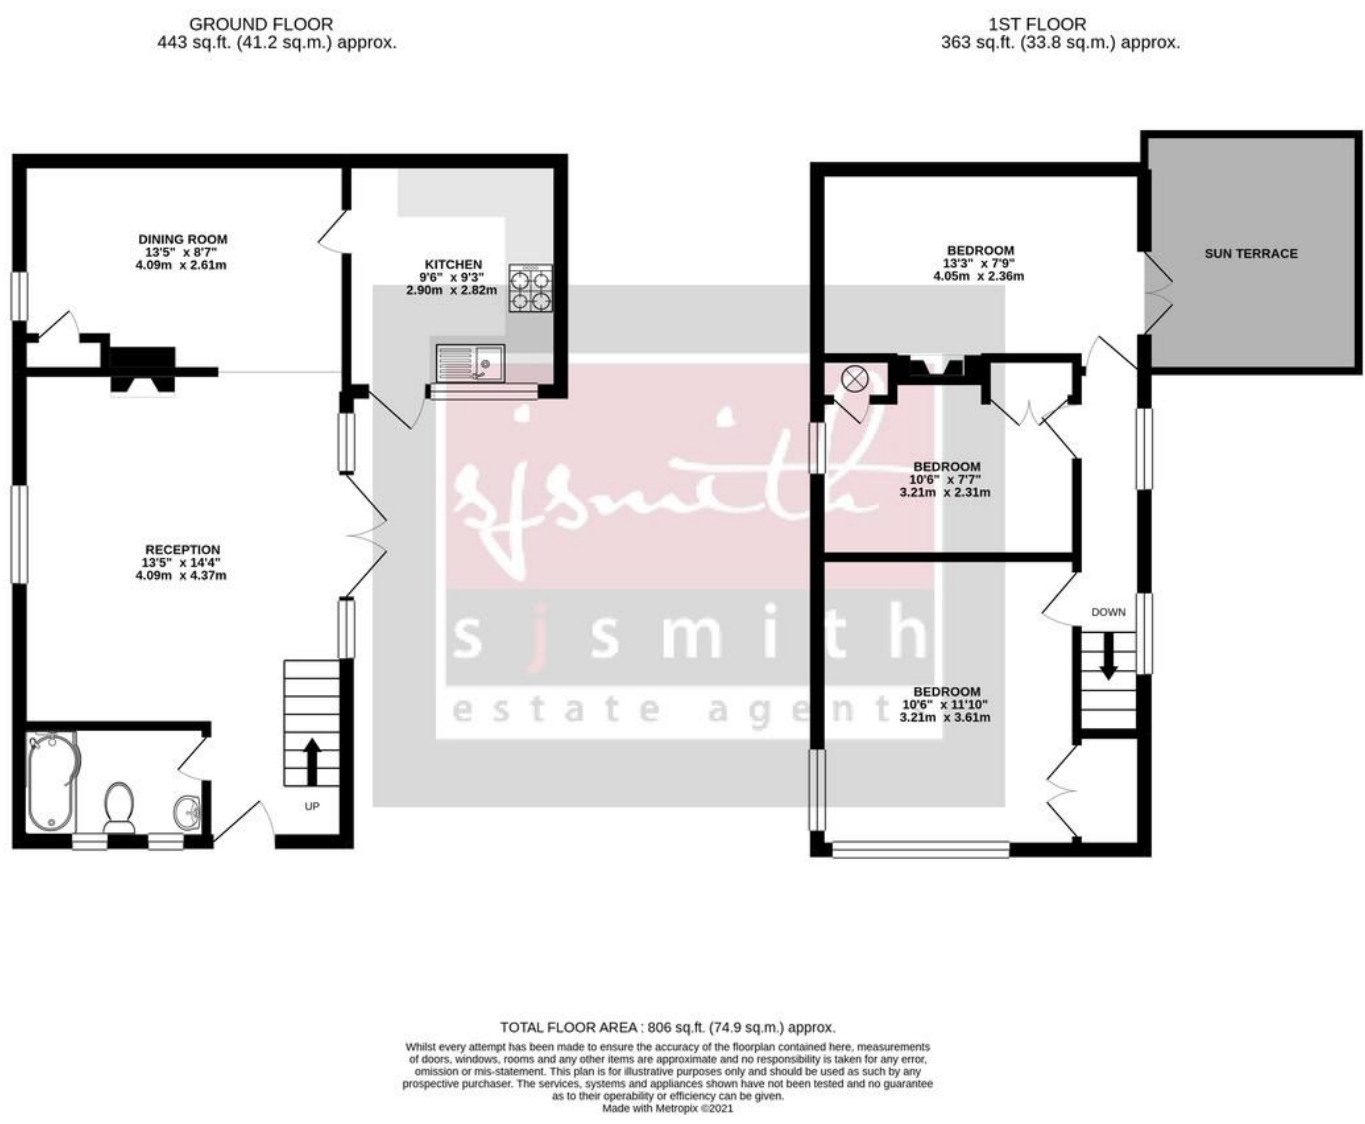 GROUND FLOOR
443 sq.ft. (41.2 sq.m.) approx.
1ST FLOOR
363 sq.ft. (33.8 sq.m.) approx.
DINING ROOM
13'5" x 8'7"
4.09m x 2.61m
KITCHEN
9'6" x 9'3"
2.90m x 2.82m
RECEPTION
13'5" x 14'4"
4.09m x 4.37m
UP
BEDROOM
13'3" x 7'9"
4.05m x 2.36m
SUN TERRACE
BEDROOM
10'6" x 7'7"
3.21m x 2.31m
DOWN
BEDROOM
10'6" x 11'10"
3.21m x 3.61m
sjsmith
sjsmith
estate agent
TOTAL FLOOR AREA : 806 sq.ft. (74.9 sq.m.) approx.
Whilst every attempt has been made to ensure the accuracy of the floorplan contained here, measurements
of doors, windows, rooms and any other items are approximate and no responsibility is taken for any error,
omission or mis-statement. This plan is for illustrative purposes only and should be used as such by any
prospective purchaser. The services, systems and appliances shown have not been tested and no guarantee
as to their operability or efficiency can be given.
Made with Metropix ©2021